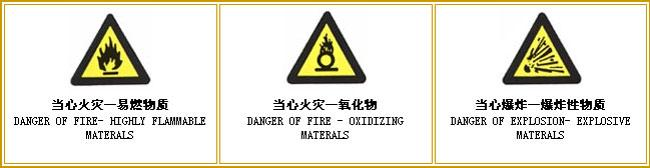 当心火灾—易燃物质
DANGER OF FIRE- HIGHLY FLAMMABLE
MATERALS
当心火灾—氧化物
DANGER OF FIRE - OXIDIZING
MATERALS
当心爆炸—爆炸性物质
DANGER OF EXPLOSION- EXPLOSIVE
MATERALS